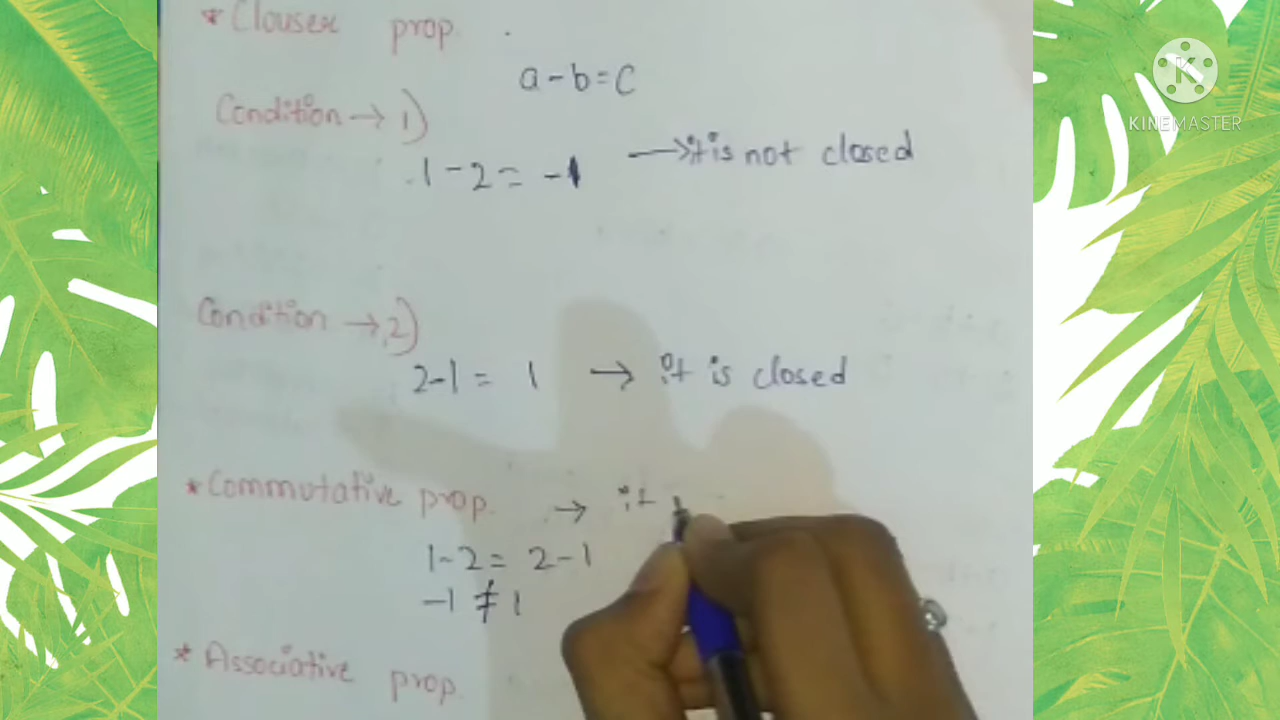 * Clouser prop.
a - b = C
Condition → 1)
1 - 2 = -1 → it is not closed
Condition → 2)
2-1 = 1 → it is closed
* Commutative prop. → it
1-2 = 2-1
-1 ≠ 1
* Associative prop.
KINEMASTER